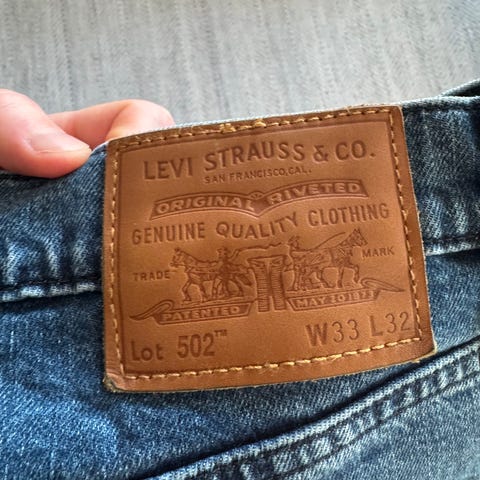 LEVI STRAUSS & CO.
SAN FRANCISCO, CAL.
ORIGINAL RIVETED
GENUINE QUALITY CLOTHING
TRADE MARK
PATENTED MAY 20 1873
Lot 502™ W33 L32